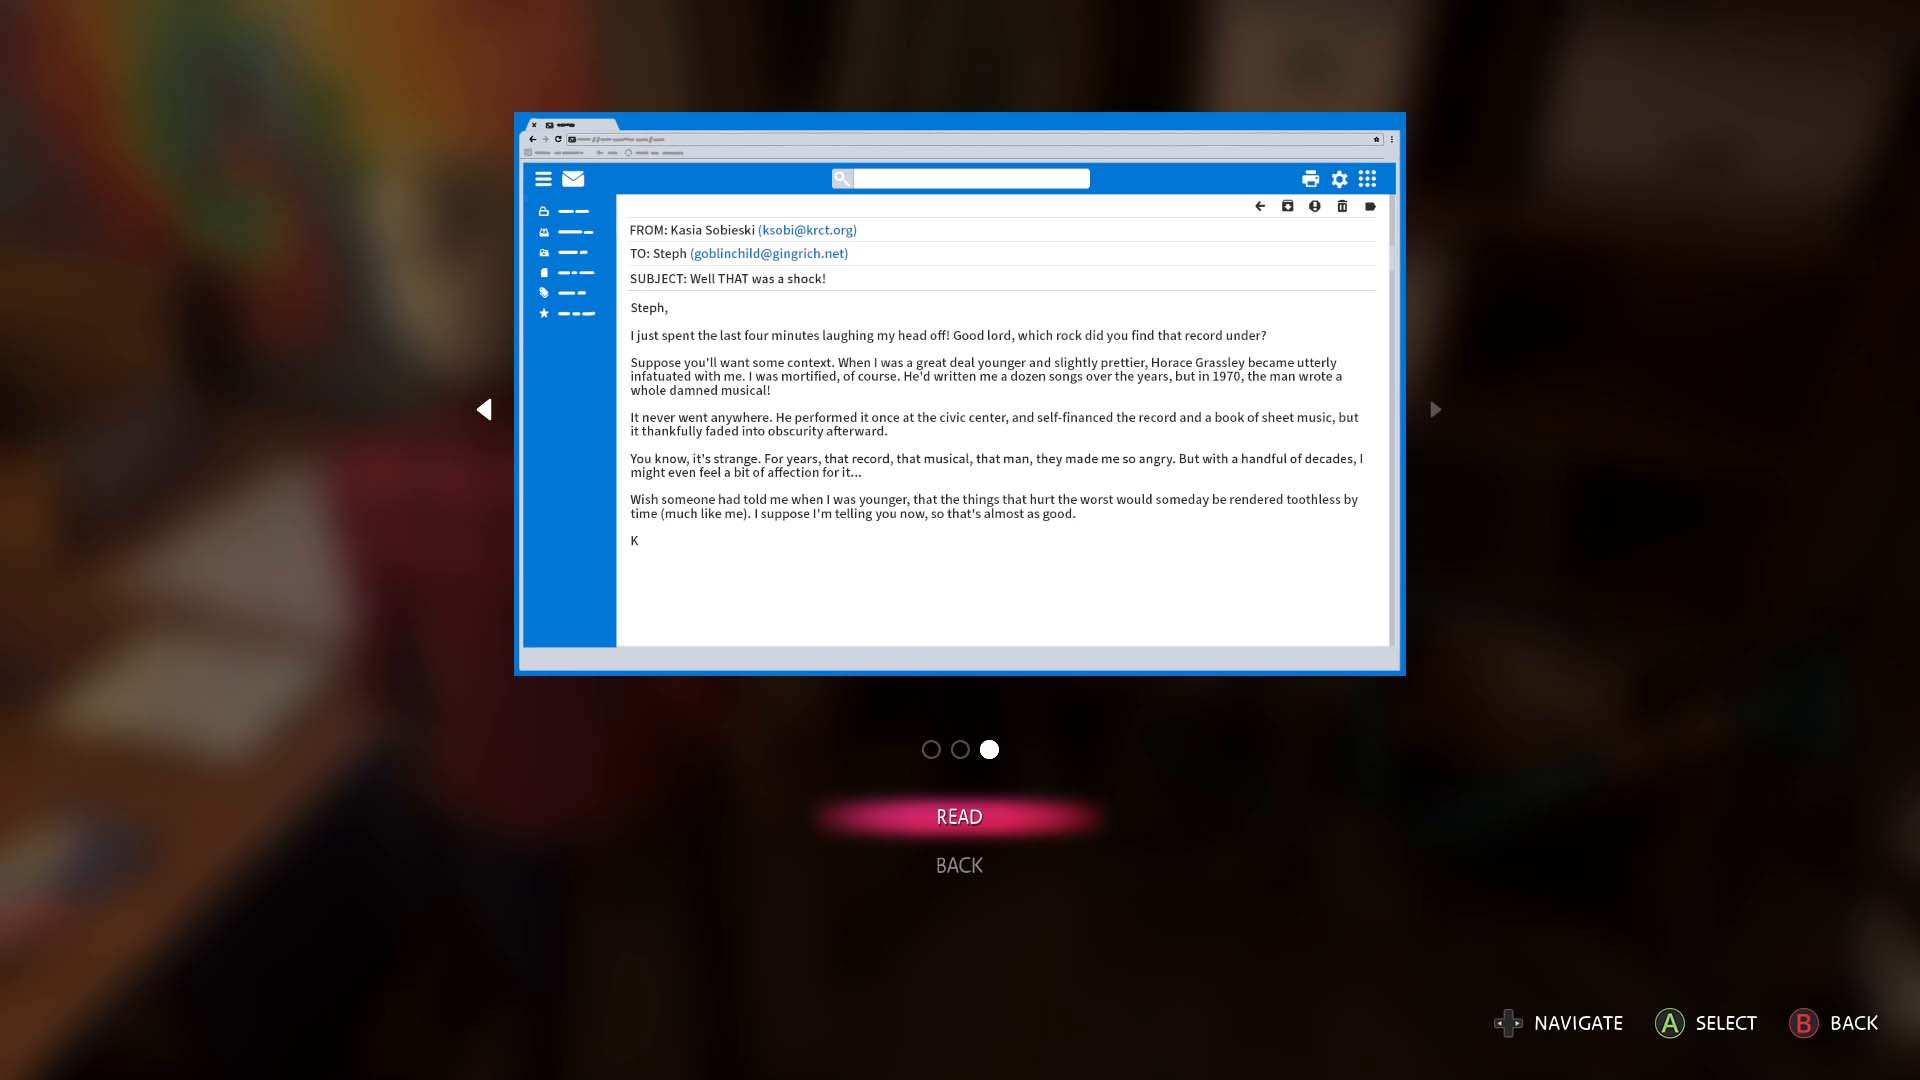 FROM: Kasia Sobieski (ksobi@krct.org)
TO: Steph (goblinchild@gingrich.net)
SUBJECT: Well THAT was a shock!
Steph,
I just spent the last four minutes laughing my head off! Good lord, which rock did you find that record under?
Suppose you'll want some context. When I was a great deal younger and slightly prettier, Horace Grassley became utterly
infatuated with me. I was mortified, of course. He'd written me a dozen songs over the years, but in 1970, the man wrote a
whole damned musical!
It never went anywhere. He performed it once at the civic center, and self-financed the record and a book of sheet music, but
it thankfully faded into obscurity afterward.
You know, it's strange. For years, that record, that musical, that man, they made me so angry. But with a handful of decades, I
might even feel a bit of affection for it...
Wish someone had told me when I was younger, that the things that hurt the worst would someday be rendered toothless by
time (much like me). I suppose I'm telling you now, so that's almost as good.
K
READ
BACK
NAVIGATE A SELECT B BACK